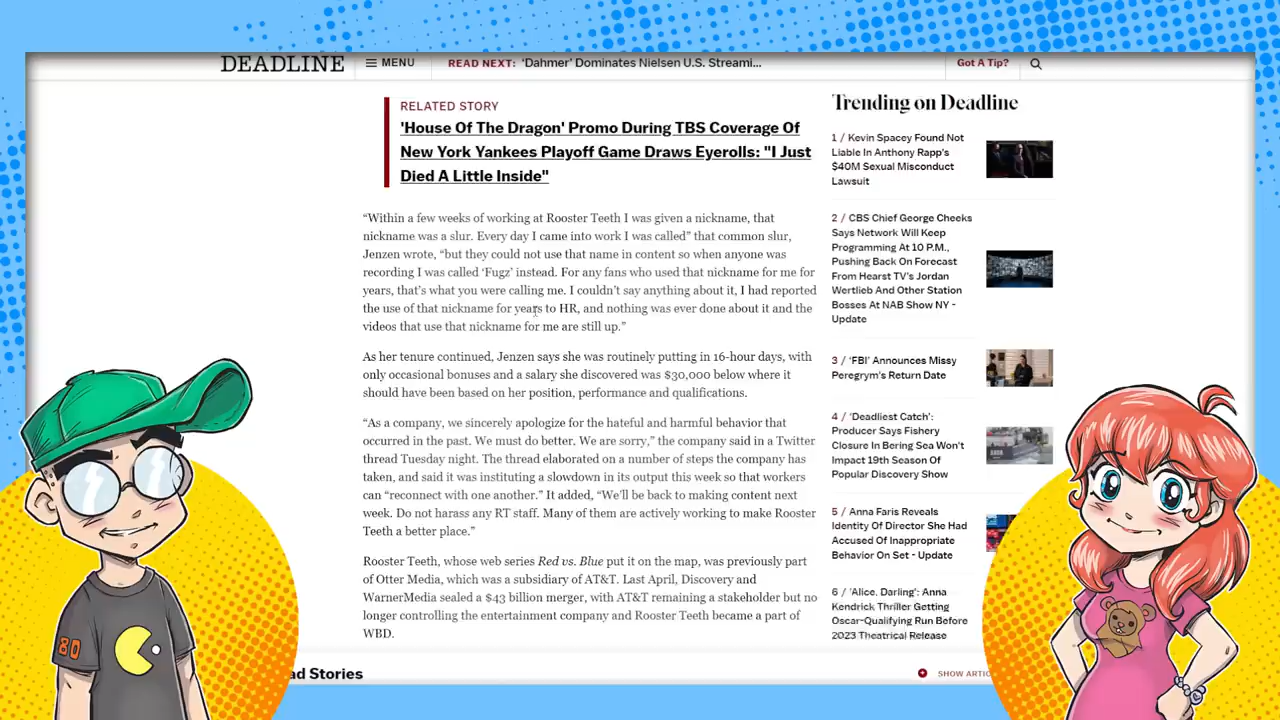 DEADLINE
MENU
READ NEXT: ‘Dahmer’ Dominates Nielsen U.S. Streami...
Got A Tip?
RELATED STORY
'House Of The Dragon' Promo During TBS Coverage Of
New York Yankees Playoff Game Draws Eyerolls: "I Just
Died A Little Inside"
“Within a few weeks of working at Rooster Teeth I was given a nickname, that
nickname was a slur. Every day I came into work I was called” that common slur,
Jenzen wrote, “but they could not use that name in content so when anyone was
recording I was called ‘Fugz’ instead. For any fans who used that nickname for me for
years, that’s what you were calling me. I couldn’t say anything about it, I had reported
the use of that nickname for years to HR, and nothing was ever done about it and the
videos that use that nickname for me are still up.”
As her tenure continued, Jenzen says she was routinely putting in 16-hour days, with
only occasional bonuses and a salary she discovered was $30,000 below where it
should have been based on her position, performance and qualifications.
“As a company, we sincerely apologize for the hateful and harmful behavior that
occurred in the past. We must do better. We are sorry,” the company said in a Twitter
thread Tuesday night. The thread elaborated on a number of steps the company has
taken, and said it was instituting a slowdown in its output this week so that workers
can “reconnect with one another.” It added, “We’ll be back to making content next
week. Do not harass any RT staff. Many of them are actively working to make Rooster
Teeth a better place.”
Rooster Teeth, whose web series Red vs. Blue put it on the map, was previously part
of Otter Media, which was a subsidiary of AT&T. Last April, Discovery and
WarnerMedia sealed a $43 billion merger, with AT&T remaining a stakeholder but no
longer controlling the entertainment company and Rooster Teeth became a part of
WBD.
Trending on Deadline
1 / Kevin Spacey Found Not
Liable In Anthony Rapp's
$40M Sexual Misconduct
Lawsuit
2 / CBS Chief George Cheeks
Says Network Will Keep
Programming At 10 P.M.,
Pushing Back On Forecast
From Hearst TV's Jordan
Wertlieb And Other Station
Bosses At NAB Show NY -
Update
3 / ‘FBI’ Announces Missy
Peregrym's Return Date
4 / ‘Deadliest Catch’:
Producer Says Fishery
Closure In Bering Sea Won't
Impact 19th Season Of
Popular Discovery Show
5 / Anna Faris Reveals
Identity Of Director She Had
Accused Of Inappropriate
Behavior On Set - Update
6 / 'Alice, Darling': Anna
Kendrick Thriller Getting
Oscar-Qualifying Run Before
2023 Theatrical Release
ad Stories
SHOW ARTIC
80